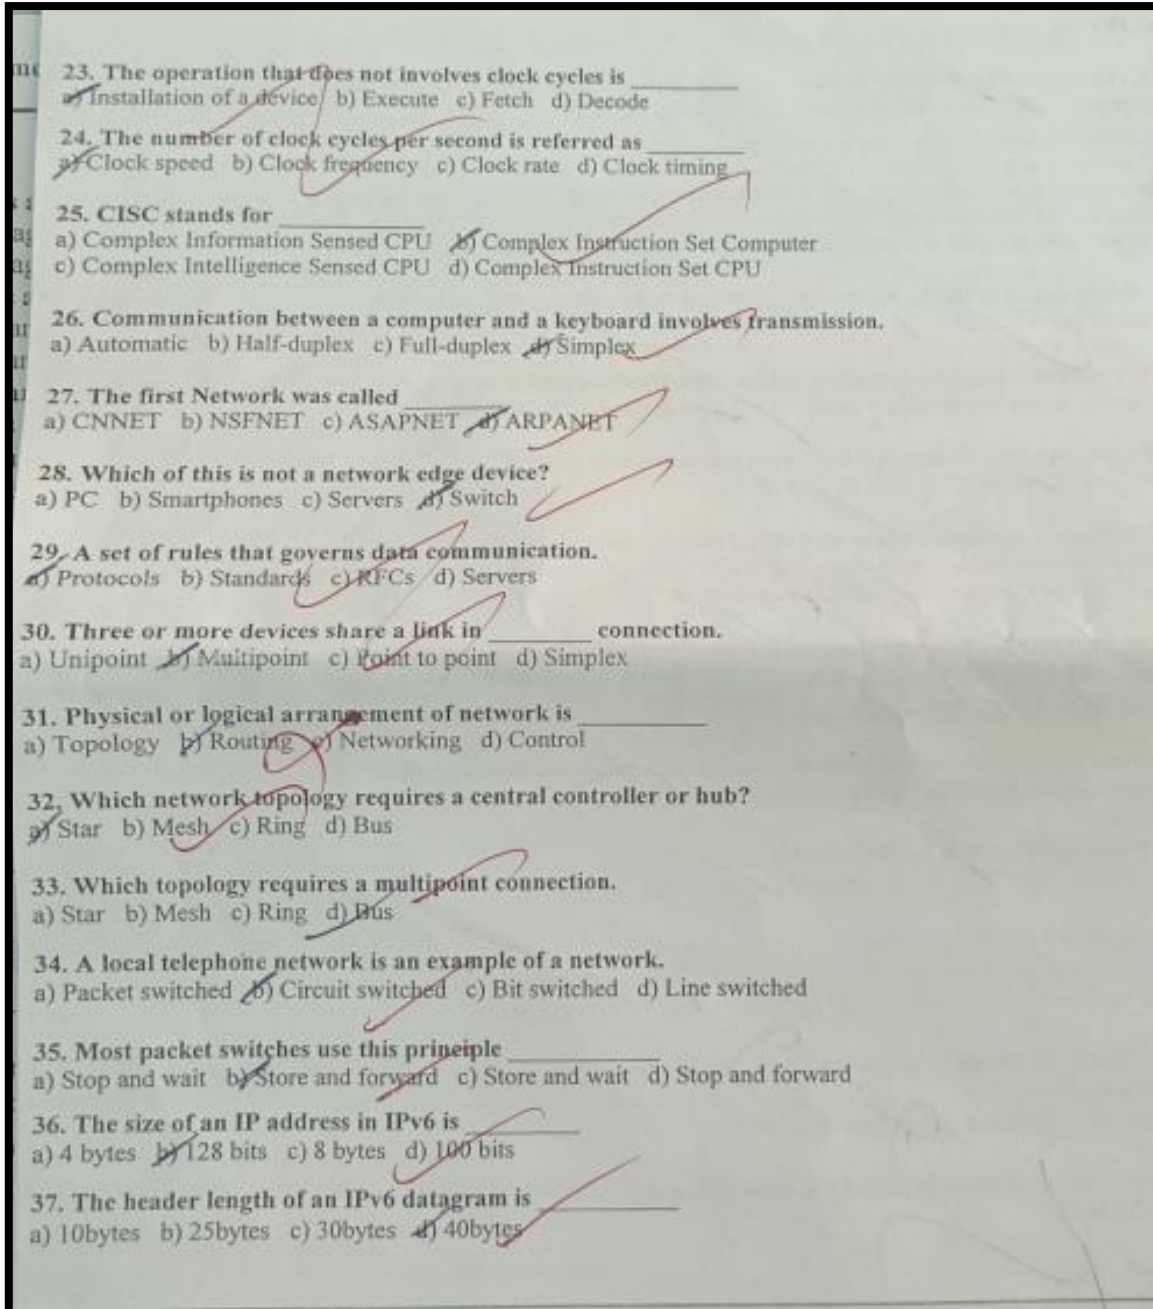 23. The operation that does not involves clock cycles is ________
a) Installation of a device b) Execute c) Fetch d) Decode
24. The number of clock cycles per second is referred as ________
a) Clock speed b) Clock frequency c) Clock rate d) Clock timing
25. CISC stands for ____________
a) Complex Information Sensed CPU b) Complex Instruction Set Computer
c) Complex Intelligence Sensed CPU d) Complex Instruction Set CPU
26. Communication between a computer and a keyboard involves transmission.
a) Automatic b) Half-duplex c) Full-duplex d) Simplex
27. The first Network was called ________
a) CNNET b) NSFNET c) ASAPNET d) ARPANET
28. Which of this is not a network edge device?
a) PC b) Smartphones c) Servers d) Switch
29. A set of rules that governs data communication.
a) Protocols b) Standards c) RFCs d) Servers
30. Three or more devices share a link in ________ connection.
a) Unipoint b) Multipoint c) Point to point d) Simplex
31. Physical or logical arrangement of network is __________
a) Topology b) Routing c) Networking d) Control
32. Which network topology requires a central controller or hub?
a) Star b) Mesh c) Ring d) Bus
33. Which topology requires a multipoint connection.
a) Star b) Mesh c) Ring d) Bus
34. A local telephone network is an example of a network.
a) Packet switched b) Circuit switched c) Bit switched d) Line switched
35. Most packet switches use this principle ____________
a) Stop and wait b) Store and forward c) Store and wait d) Stop and forward
36. The size of an IP address in IPv6 is _________
a) 4 bytes b) 128 bits c) 8 bytes d) 100 bits
37. The header length of an IPv6 datagram is ___________
a) 10bytes b) 25bytes c) 30bytes d) 40bytes